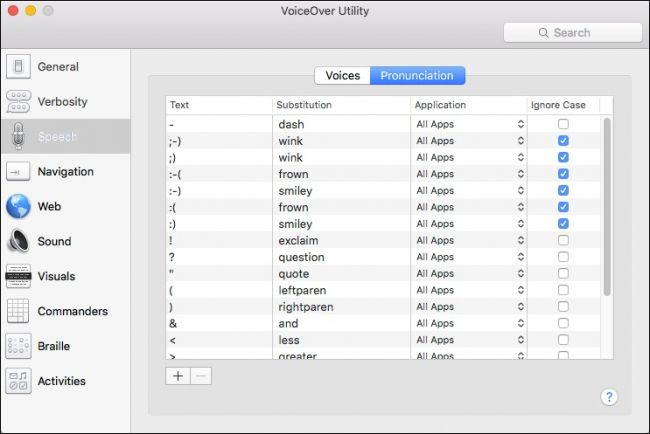 VoiceOver Utility
Search
General
Verbosity
Speech
Navigation
Web
Sound
Visuals
Commanders
Braille
Activities
Voices Pronunciation
Text Substitution Application Ignore Case
- dash All Apps
;-) wink All Apps
;) wink All Apps
:-( frown All Apps
:-) smiley All Apps
:( frown All Apps
:) smiley All Apps
! exclaim All Apps
? question All Apps
" quote All Apps
( leftparen All Apps
) rightparen All Apps
& and All Apps
< less All Apps
> greater All Apps
+ −
?